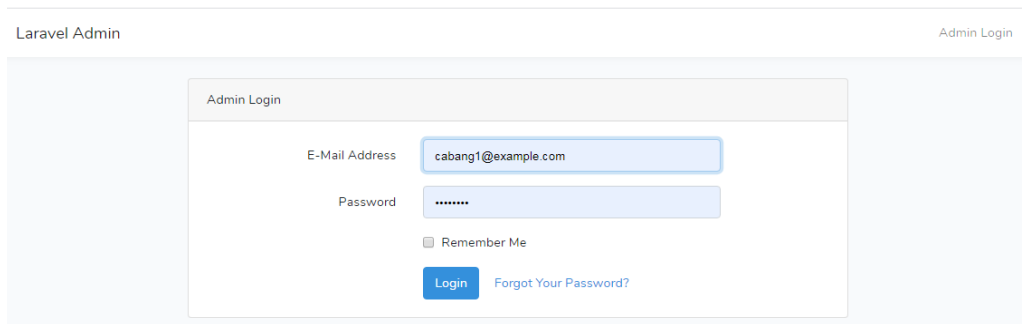 Laravel Admin
Admin Login
Admin Login
E-Mail Address
cabang1@example.com
Password
••••••••
Remember Me
Login
Forgot Your Password?